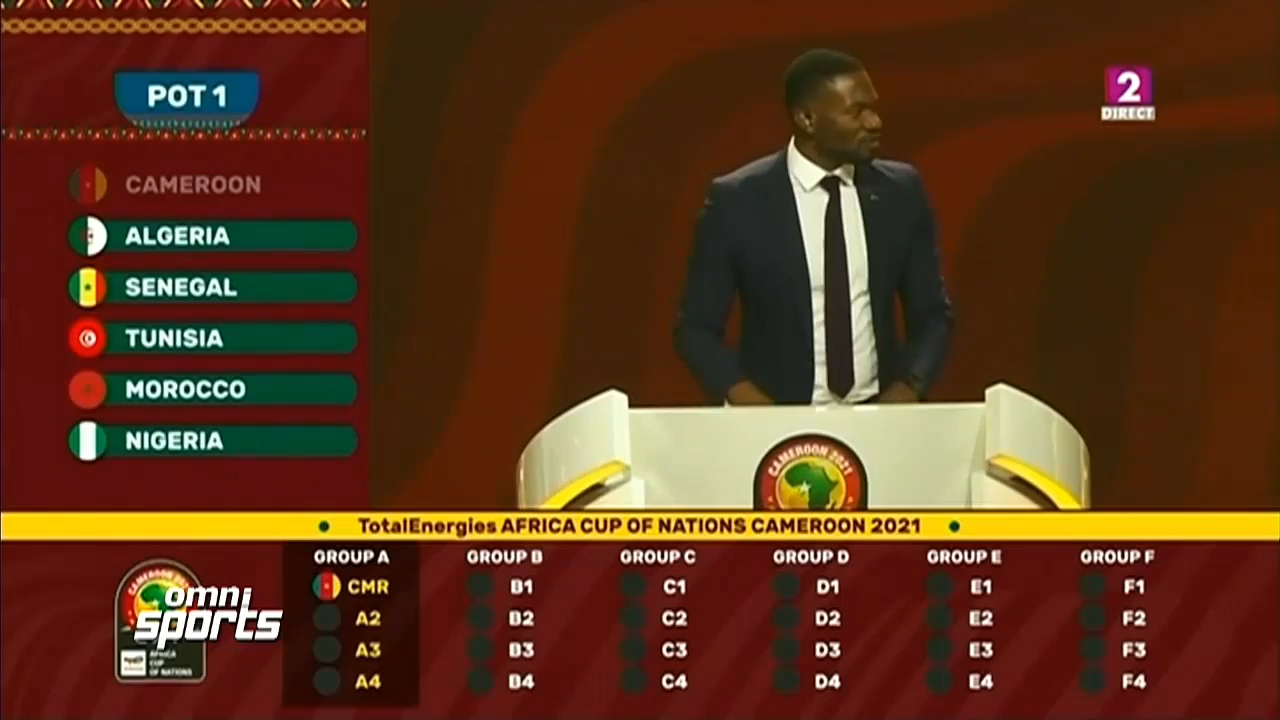 POT 1
CAMEROON
ALGERIA
SENEGAL
TUNISIA
MOROCCO
NIGERIA
2
DIRECT
CAMEROON 2021
TotalEnergies AFRICA CUP OF NATIONS CAMEROON 2021
GROUP A
CMR
A2
A3
A4
GROUP B
B1
B2
B3
B4
GROUP C
C1
C2
C3
C4
GROUP D
D1
D2
D3
D4
GROUP E
E1
E2
E3
E4
GROUP F
F1
F2
F3
F4
omni
sports
AFRICA
CUP
OF NATIONS